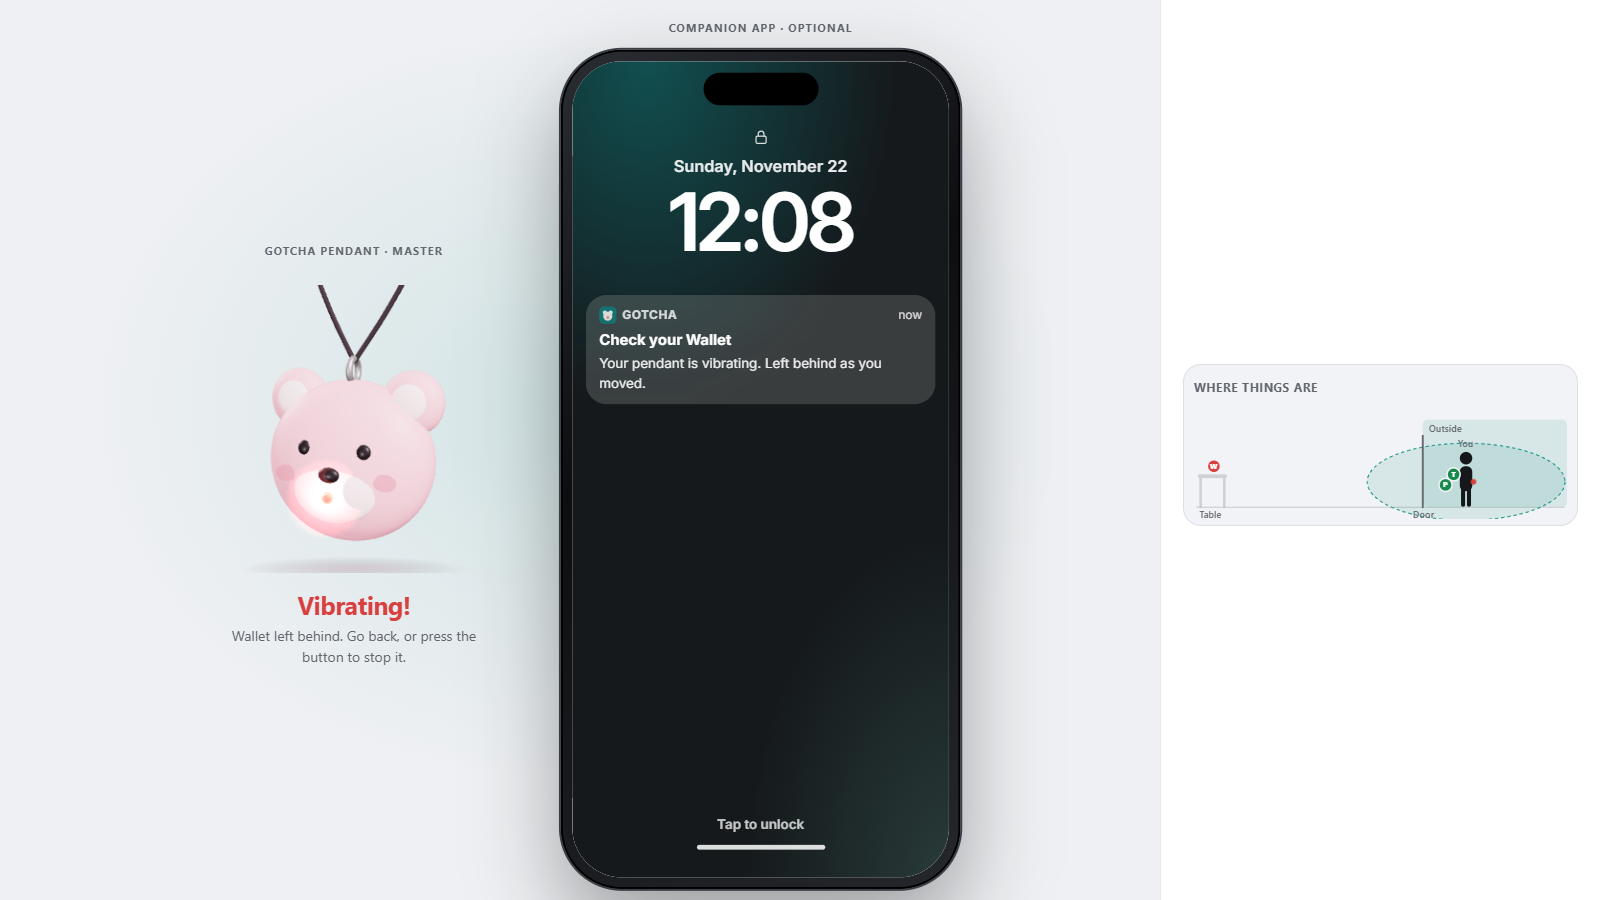 COMPANION APP · OPTIONAL
GOTCHA PENDANT · MASTER
Vibrating!
Wallet left behind. Go back, or press the
button to stop it.
Sunday, November 22
12:08
GOTCHA
now
Check your Wallet
Your pendant is vibrating. Left behind as you
moved.
Tap to unlock
WHERE THINGS ARE
Outside
You
W
T
P
Table
Door